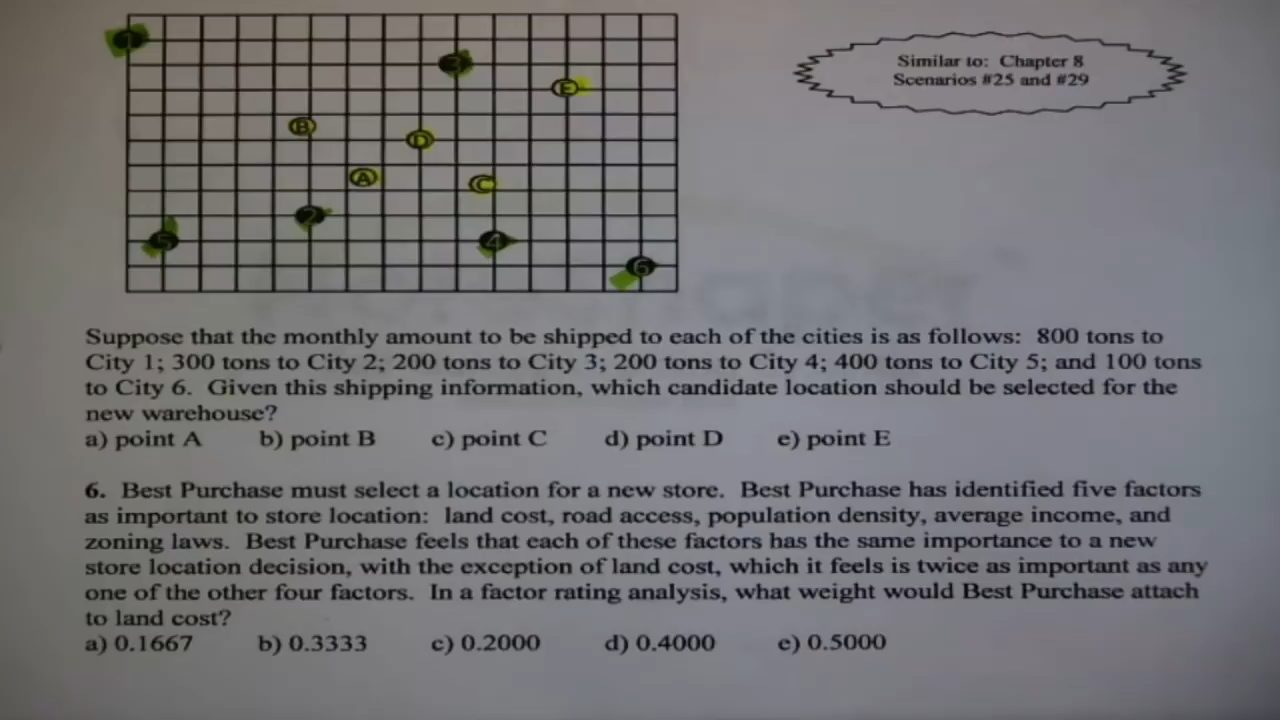 1
3
Similar to: Chapter 8
Scenarios #25 and #29
E
B
D
A
C
2
5
4
6
Suppose that the monthly amount to be shipped to each of the cities is as follows: 800 tons to
City 1; 300 tons to City 2; 200 tons to City 3; 200 tons to City 4; 400 tons to City 5; and 100 tons
to City 6. Given this shipping information, which candidate location should be selected for the
new warehouse?
a) point A b) point B c) point C d) point D e) point E
6. Best Purchase must select a location for a new store. Best Purchase has identified five factors
as important to store location: land cost, road access, population density, average income, and
zoning laws. Best Purchase feels that each of these factors has the same importance to a new
store location decision, with the exception of land cost, which it feels is twice as important as any
one of the other four factors. In a factor rating analysis, what weight would Best Purchase attach
to land cost?
a) 0.1667 b) 0.3333 c) 0.2000 d) 0.4000 e) 0.5000